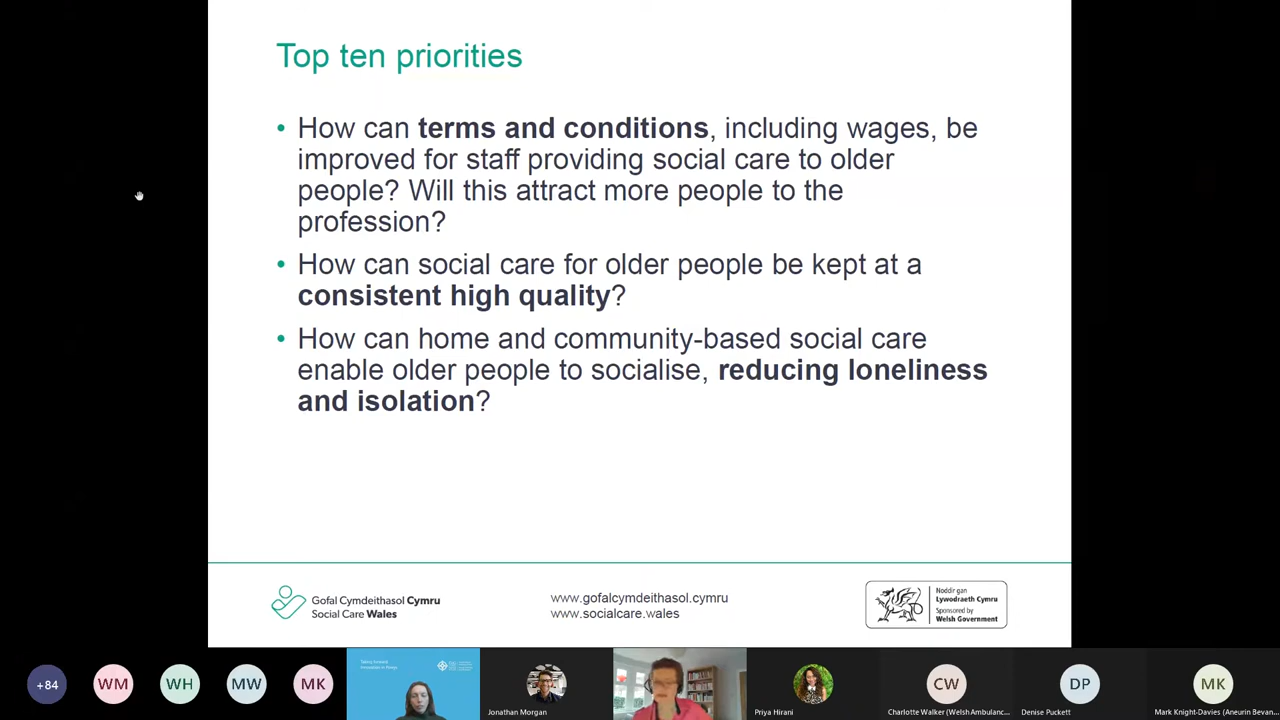 Top ten priorities
• How can terms and conditions, including wages, be
improved for staff providing social care to older
people? Will this attract more people to the
profession?
• How can social care for older people be kept at a
consistent high quality?
• How can home and community-based social care
enable older people to socialise, reducing loneliness
and isolation?
Gofal Cymdeithasol Cymru
Social Care Wales
www.gofalcymdeithasol.cymru
www.socialcare.wales
Noddir gan
Lywodraeth Cymru
Sponsored by
Welsh Government
+84
WM
WH
MW
MK
Jonathan Morgan
Priya Hirani
CW
Charlotte Walker (Welsh Ambulanc...
DP
Denise Puckett
MK
Mark Knight-Davies (Aneurin Bevan...